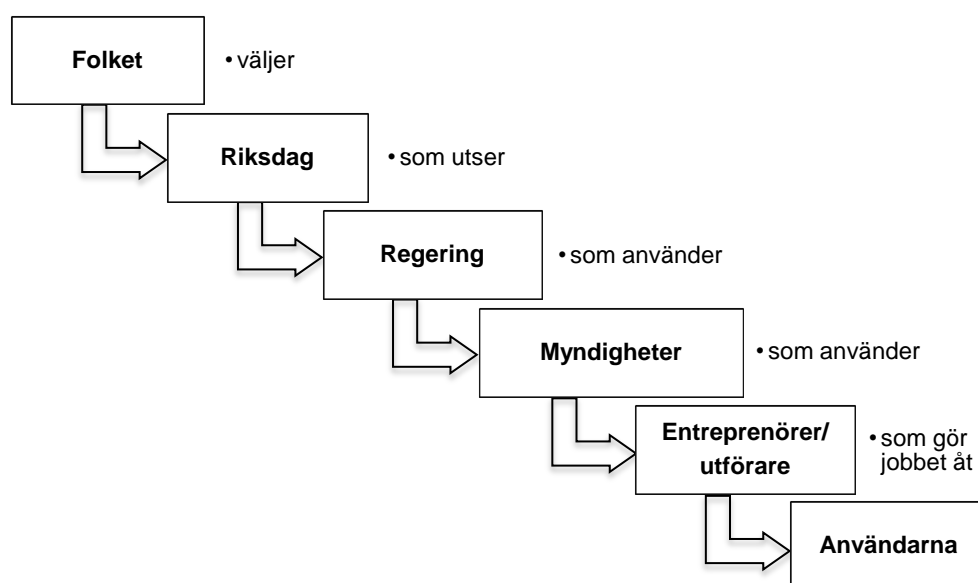 Folket
• väljer
Riksdag
• som utser
Regering
• som använder
Myndigheter
• som använder
Entreprenörer/
utförare
• som gör
jobbet åt
Användarna